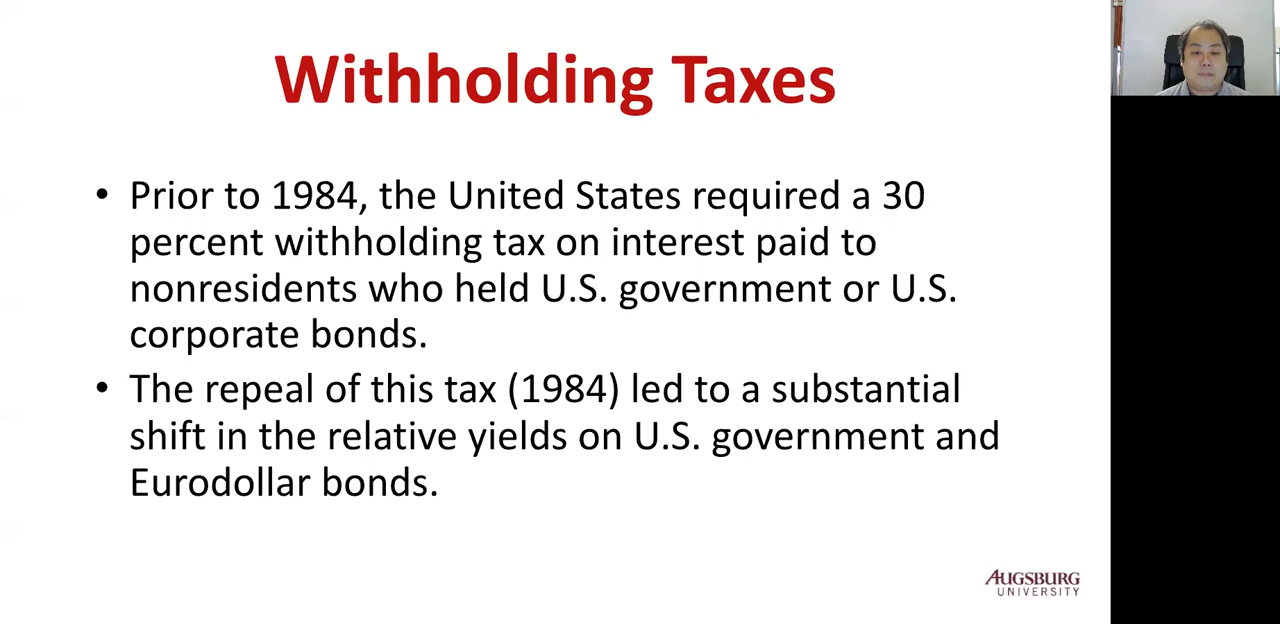 Withholding Taxes
• Prior to 1984, the United States required a 30
percent withholding tax on interest paid to
nonresidents who held U.S. government or U.S.
corporate bonds.
• The repeal of this tax (1984) led to a substantial
shift in the relative yields on U.S. government and
Eurodollar bonds.
AUGSBURG
UNIVERSITY